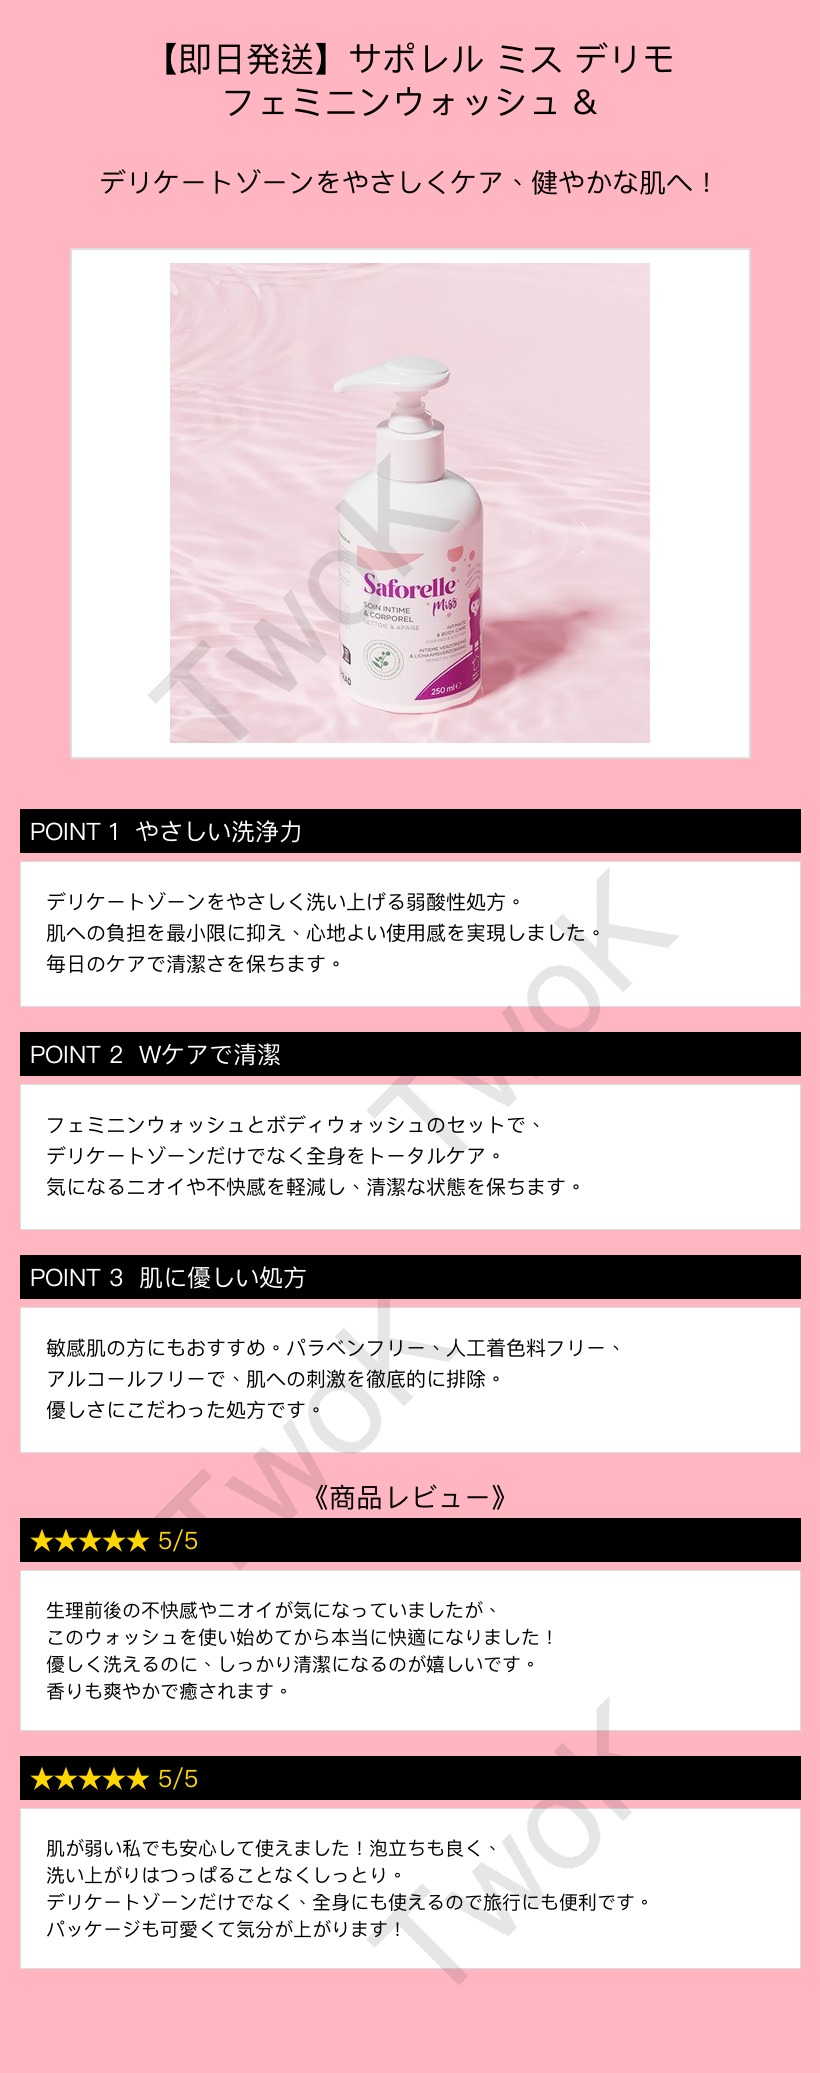 【即日発送】サポレル ミス デリモ
フェミニンウォッシュ &
デリケートゾーンをやさしくケア、健やかな肌へ！
Saforelle
Miss
SOIN INTIME
& CORPOREL
NETTOIE & APAISE
INTIMATE
& BODY CARE
INTIEME VERZORGING
& LICHAAMSVERZORGING
250 ml e
TwoK
POINT 1 やさしい洗浄力
デリケートゾーンをやさしく洗い上げる弱酸性処方。
肌への負担を最小限に抑え、心地よい使用感を実現しました。
毎日のケアで清潔さを保ちます。
TwoK
POINT 2 Wケアで清潔
フェミニンウォッシュとボディウォッシュのセットで、
デリケートゾーンだけでなく全身をトータルケア。
気になるニオイや不快感を軽減し、清潔な状態を保ちます。
POINT 3 肌に優しい処方
敏感肌の方にもおすすめ。パラベンフリー、人工着色料フリー、
アルコールフリーで、肌への刺激を徹底的に排除。
優しさにこだわった処方です。
TwoK
《商品レビュー》
★★★★★ 5/5
生理前後の不快感やニオイが気になっていましたが、
このウォッシュを使い始めてから本当に快適になりました！
優しく洗えるのに、しっかり清潔になるのが嬉しいです。
香りも爽やかで癒されます。
★★★★★ 5/5
肌が弱い私でも安心して使えました！泡立ちも良く、
洗い上がりはつっぱることなくしっとり。
デリケートゾーンだけでなく、全身にも使えるので旅行にも便利です。
パッケージも可愛くて気分が上がります！
TwoK